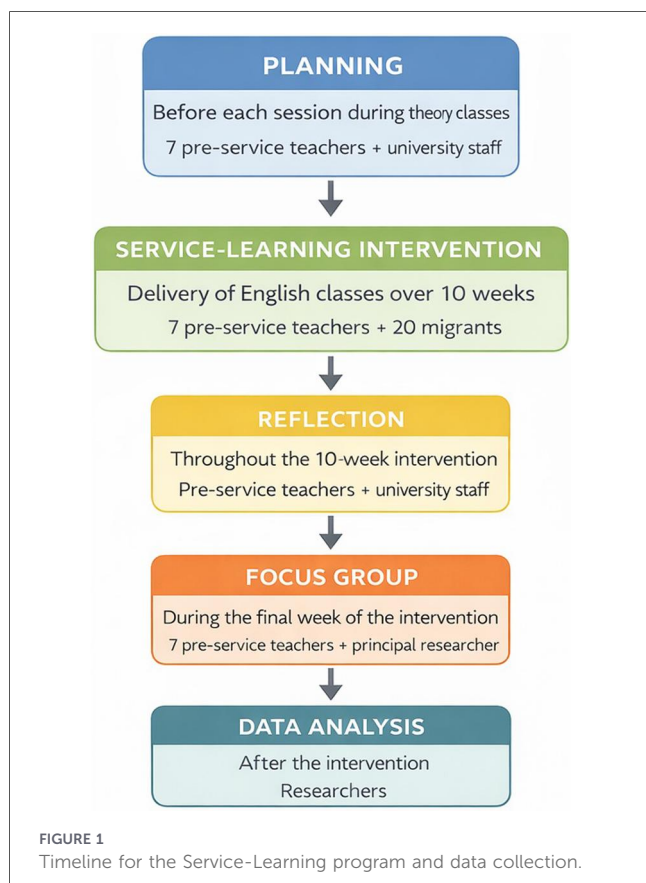 PLANNING
Before each session during theory classes
7 pre-service teachers + university staff
SERVICE-LEARNING INTERVENTION
Delivery of English classes over 10 weeks
7 pre-service teachers + 20 migrants
REFLECTION
Throughout the 10-week intervention
Pre-service teachers + university staff
FOCUS GROUP
During the final week of the intervention
7 pre-service teachers + principal researcher
DATA ANALYSIS
After the intervention
Researchers
FIGURE 1
Timeline for the Service-Learning program and data collection.